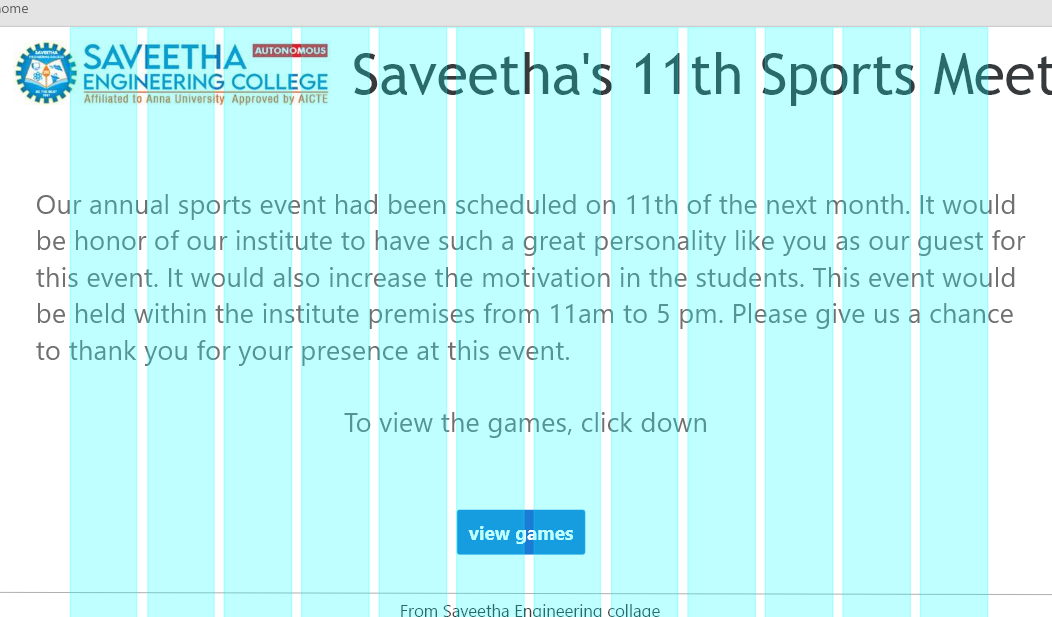 home
SAVEETHA AUTONOMOUS
ENGINEERING COLLEGE
Affiliated to Anna University Approved by AICTE
Saveetha's 11th Sports Meet
Our annual sports event had been scheduled on 11th of the next month. It would
be honor of our institute to have such a great personality like you as our guest for
this event. It would also increase the motivation in the students. This event would
be held within the institute premises from 11am to 5 pm. Please give us a chance
to thank you for your presence at this event.
To view the games, click down
view games
From Saveetha Engineering collage